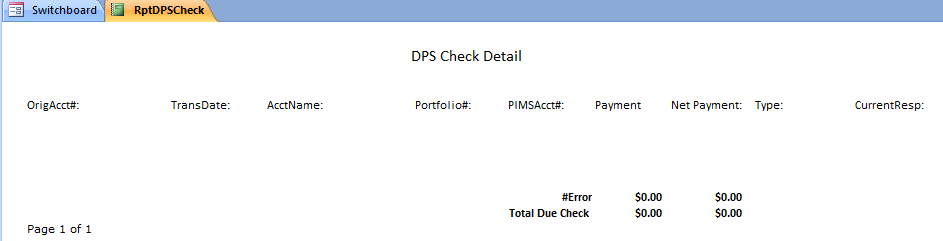 Switchboard RptDPSCheck
DPS Check Detail
OrigAcct#: TransDate: AcctName: Portfolio#: PIMSAcct#: Payment Net Payment: Type: CurrentResp:
#Error $0.00 $0.00
Total Due Check $0.00 $0.00
Page 1 of 1